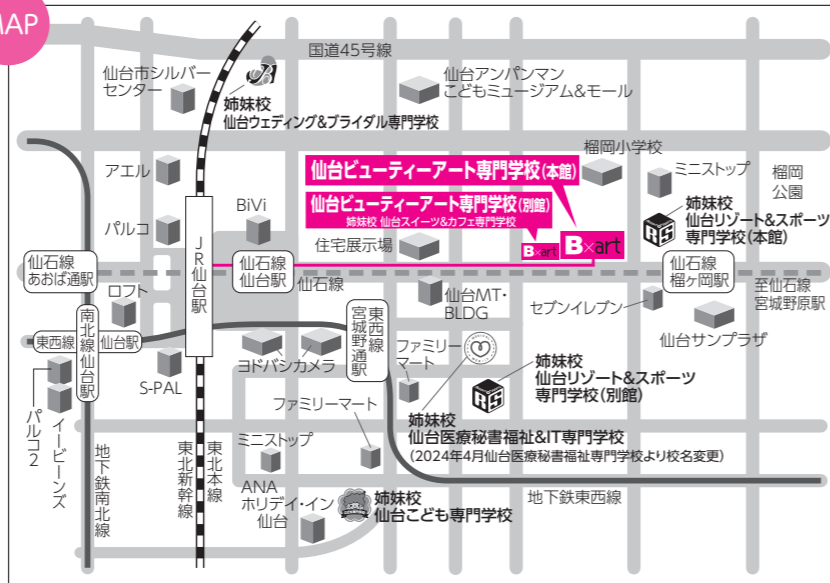 MAP
国道45号線
仙台市シルバー
センター
姉妹校
仙台ウェディング&ブライダル専門学校
仙台アンパンマン
こどもミュージアム&モール
榴岡小学校
ミニストップ
榴岡
公園
アエル
仙台ビューティーアート専門学校(本館)
仙台ビューティーアート専門学校(別館)
姉妹校 仙台スイーツ&カフェ専門学校
B×art
B×art
姉妹校
仙台リゾート&スポーツ
専門学校(本館)
RS
パルコ
BiVi
住宅展示場
JR仙台駅
仙石線
あおば通駅
仙石線
仙台駅
仙石線
仙石線
榴ヶ岡駅
至仙石線
宮城野原駅
ロフト
仙台MT・
BLDG
セブンイレブン
仙台サンプラザ
東西線
仙台駅
南北線仙台駅
東西線
宮城野通駅
S-PAL
ヨドバシカメラ
ファミリー
マート
姉妹校
仙台リゾート&スポーツ
専門学校(別館)
RS
パルコ2
イービーンズ
ファミリーマート
姉妹校
仙台医療秘書福祉&IT専門学校
(2024年4月仙台医療秘書福祉専門学校より校名変更)
地下鉄南北線
東北新幹線
東北本線
ミニストップ
ANA
ホリデイ・イン
仙台
姉妹校
仙台こども専門学校
地下鉄東西線